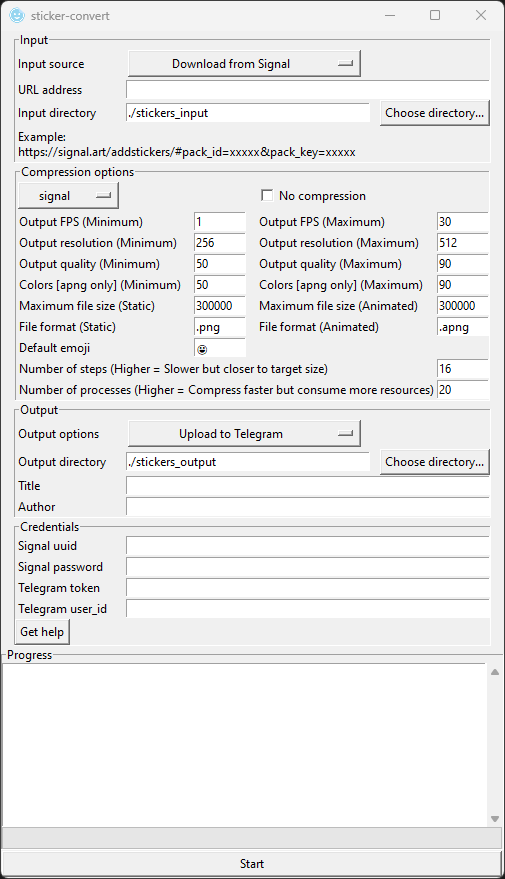 sticker-convert
Input
Input source Download from Signal
URL address
Input directory ./stickers_input Choose directory...
Example:
https://signal.art/addstickers/#pack_id=xxxxx&pack_key=xxxxx
Compression options
signal No compression
Output FPS (Minimum) 1 Output FPS (Maximum) 30
Output resolution (Minimum) 256 Output resolution (Maximum) 512
Output quality (Minimum) 50 Output quality (Maximum) 90
Colors [apng only] (Minimum) 50 Colors [apng only] (Maximum) 90
Maximum file size (Static) 300000 Maximum file size (Animated) 300000
File format (Static) .png File format (Animated) .apng
Default emoji 😀
Number of steps (Higher = Slower but closer to target size) 16
Number of processes (Higher = Compress faster but consume more resources) 20
Output
Output options Upload to Telegram
Output directory ./stickers_output Choose directory...
Title
Author
Credentials
Signal uuid
Signal password
Telegram token
Telegram user_id
Get help
Progress
Start